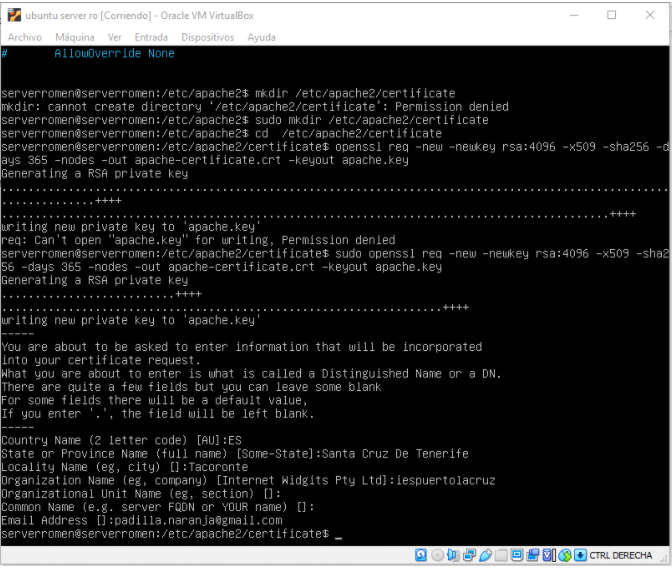 ubuntu server ro [Corriendo] - Oracle VM VirtualBox
Archivo Máquina Ver Entrada Dispositivos Ayuda
# AllowOverride None
serverromen@serverromen:/etc/apache2$ mkdir /etc/apache2/certificate
mkdir: cannot create directory ‘/etc/apache2/certificate’: Permission denied
serverromen@serverromen:/etc/apache2$ sudo mkdir /etc/apache2/certificate
serverromen@serverromen:/etc/apache2$ cd  /etc/apache2/certificate
serverromen@serverromen:/etc/apache2/certificate$ openssl req -new -newkey rsa:4096 -x509 -sha256 -d
ays 365 -nodes -out apache-certificate.crt -keyout apache.key
Generating a RSA private key
....................................................................................................
..............++++
............................................................................................++++
writing new private key to 'apache.key'
req: Can't open "apache.key" for writing, Permission denied
serverromen@serverromen:/etc/apache2/certificate$ sudo openssl req -new -newkey rsa:4096 -x509 -sha2
56 -days 365 -nodes -out apache-certificate.crt -keyout apache.key
Generating a RSA private key
..........................++++
...................................................................++++
writing new private key to 'apache.key'
-----
You are about to be asked to enter information that will be incorporated
into your certificate request.
What you are about to enter is what is called a Distinguished Name or a DN.
There are quite a few fields but you can leave some blank
For some fields there will be a default value,
If you enter '.', the field will be left blank.
-----
Country Name (2 letter code) [AU]:ES
State or Province Name (full name) [Some-State]:Santa Cruz De Tenerife
Locality Name (eg, city) []:Tacoronte
Organization Name (eg, company) [Internet Widgits Pty Ltd]:iespuertolacruz
Organizational Unit Name (eg, section) []:
Common Name (e.g. server FQDN or YOUR name) []:
Email Address []:padilla.naranja@gmail.com
serverromen@serverromen:/etc/apache2/certificate$ _
CTRL DERECHA